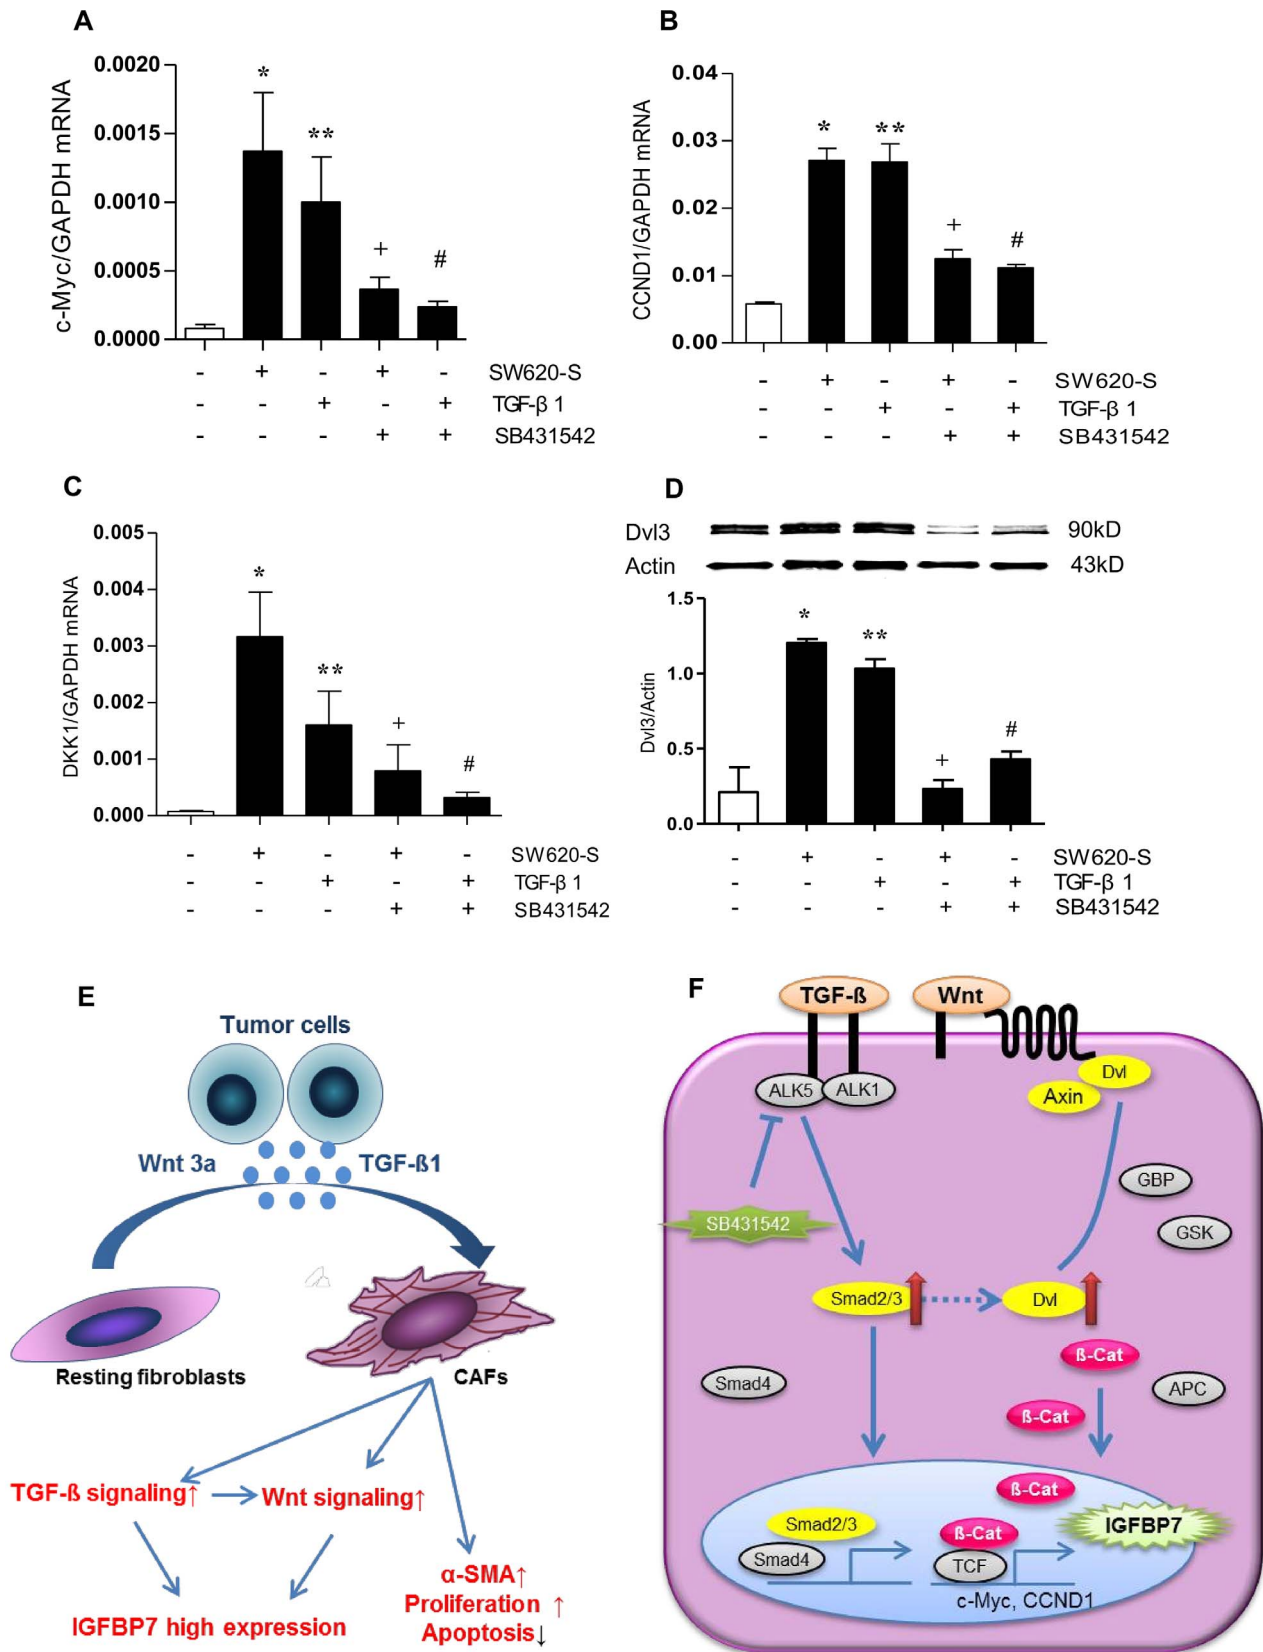 A
c-Myc/GAPDH mRNA
0.0020
0.0015
0.0010
0.0005
0.0000
*
**
+
#
- + - + - SW620-S
- - + - + TGF-β 1
- - - + + SB431542
B
CCND1/GAPDH mRNA
0.04
0.03
0.02
0.01
0.00
*
**
+
#
- + - + - SW620-S
- - + - + TGF-β 1
- - - + + SB431542
C
DKK1/GAPDH mRNA
0.005
0.004
0.003
0.002
0.001
0.000
*
**
+
#
- + - + - SW620-S
- - + - + TGF-β 1
- - - + + SB431542
D
Dvl3 90kD
Actin 43kD
Dvl3/Actin
1.5
1.0
0.5
0.0
*
**
+
#
- + - + - SW620-S
- - + - + TGF-β 1
- - - + + SB431542
E
Tumor cells
Wnt 3a TGF-ß1
Resting fibroblasts CAFs
TGF-ß signaling↑ Wnt signaling↑
IGFBP7 high expression
α-SMA↑
Proliferation ↑
Apoptosis↓
F
TGF-ß Wnt
ALK5 ALK1
Dvl
Axin
GBP
GSK
SB431542
Smad2/3 Dvl
ß-Cat
Smad4 APC
ß-Cat
ß-Cat
IGFBP7
Smad2/3
ß-Cat
Smad4 TCF
c-Myc, CCND1